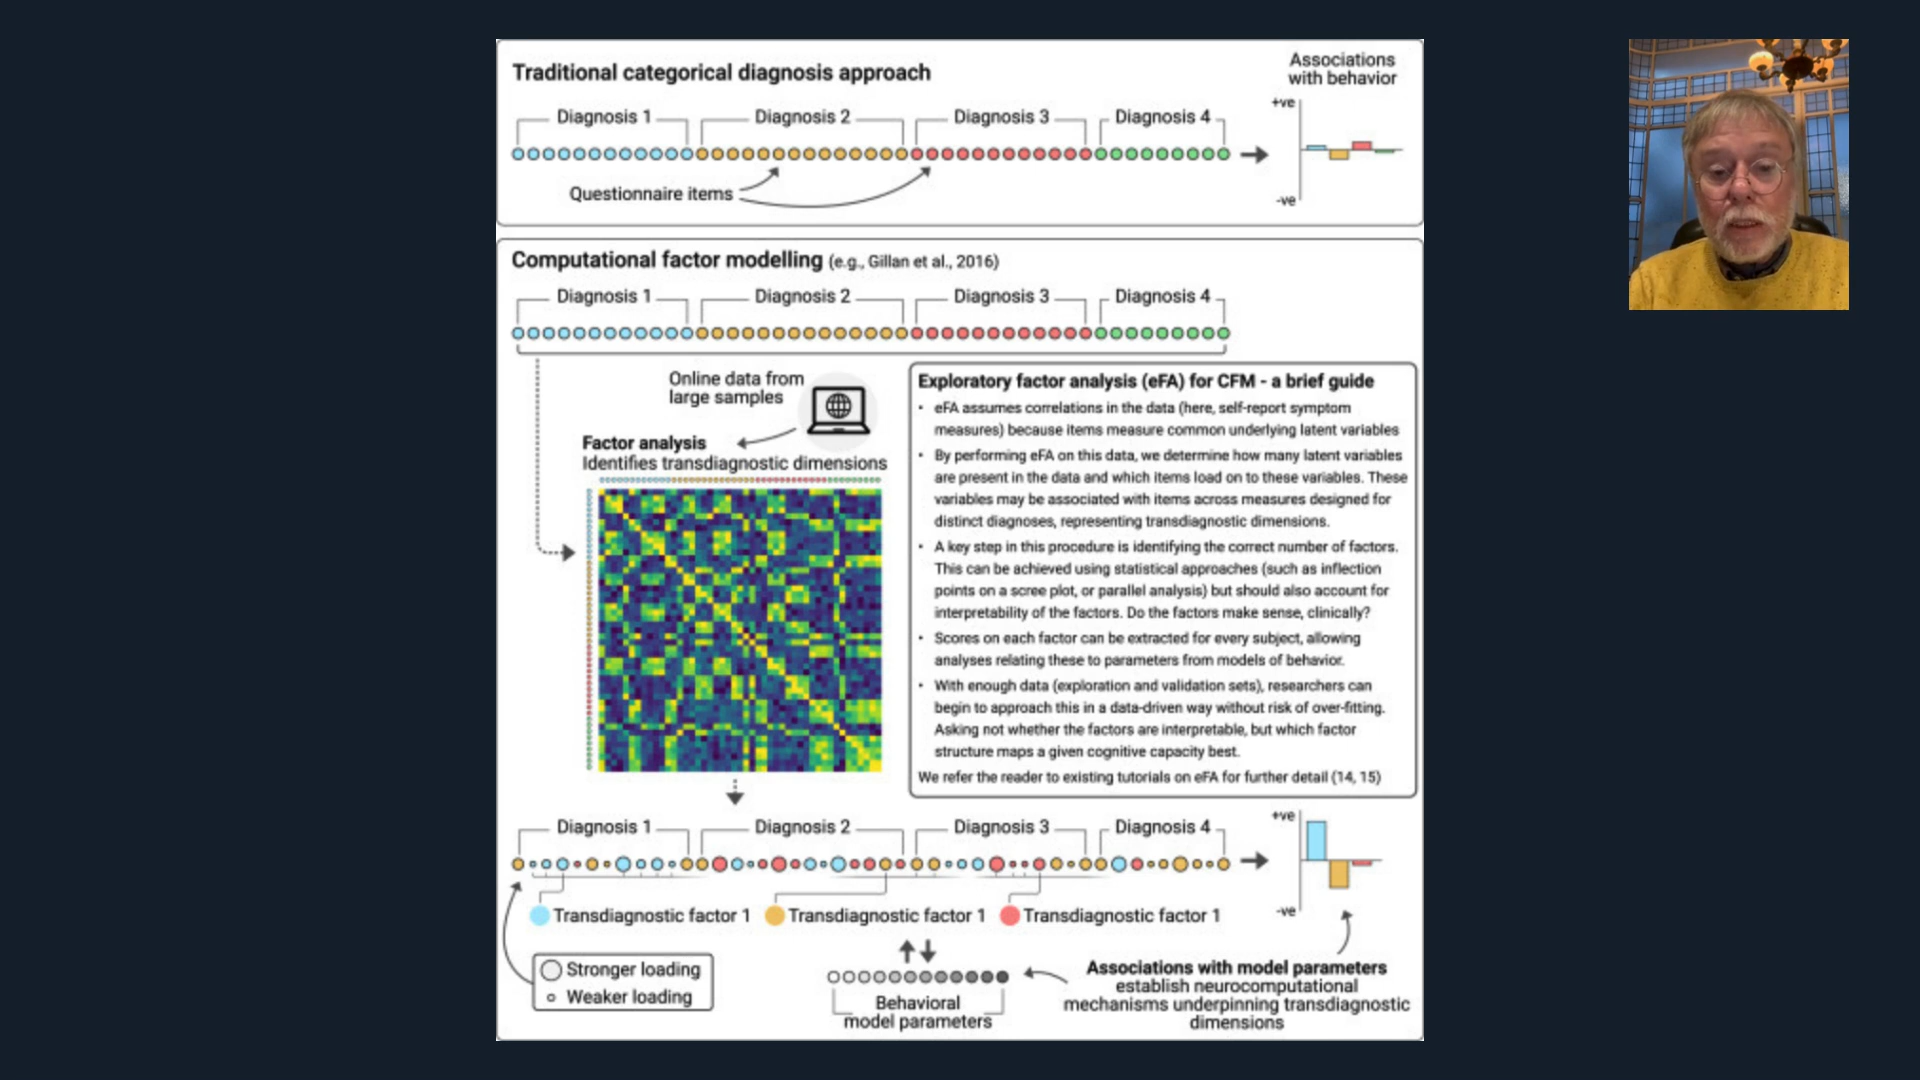 Traditional categorical diagnosis approach
Associations
with behavior
Diagnosis 1
Diagnosis 2
Diagnosis 3
Diagnosis 4
+ve
-ve
Questionnaire items
Computational factor modelling (e.g., Gillan et al., 2016)
Diagnosis 1
Diagnosis 2
Diagnosis 3
Diagnosis 4
Online data from
large samples
Factor analysis
Identifies transdiagnostic dimensions
Exploratory factor analysis (eFA) for CFM - a brief guide
• eFA assumes correlations in the data (here, self-report symptom
measures) because items measure common underlying latent variables
• By performing eFA on this data, we determine how many latent variables
are present in the data and which items load on to these variables. These
variables may be associated with items across measures designed for
distinct diagnoses, representing transdiagnostic dimensions.
• A key step in this procedure is identifying the correct number of factors.
This can be achieved using statistical approaches (such as inflection
points on a scree plot, or parallel analysis) but should also account for
interpretability of the factors. Do the factors make sense, clinically?
• Scores on each factor can be extracted for every subject, allowing
analyses relating these to parameters from models of behavior.
• With enough data (exploration and validation sets), researchers can
begin to approach this in a data-driven way without risk of over-fitting.
Asking not whether the factors are interpretable, but which factor
structure maps a given cognitive capacity best.
We refer the reader to existing tutorials on eFA for further detail (14, 15)
Diagnosis 1
Diagnosis 2
Diagnosis 3
Diagnosis 4
+ve
-ve
Transdiagnostic factor 1
Transdiagnostic factor 1
Transdiagnostic factor 1
Stronger loading
Weaker loading
Behavioral
model parameters
Associations with model parameters
establish neurocomputational
mechanisms underpinning transdiagnostic
dimensions